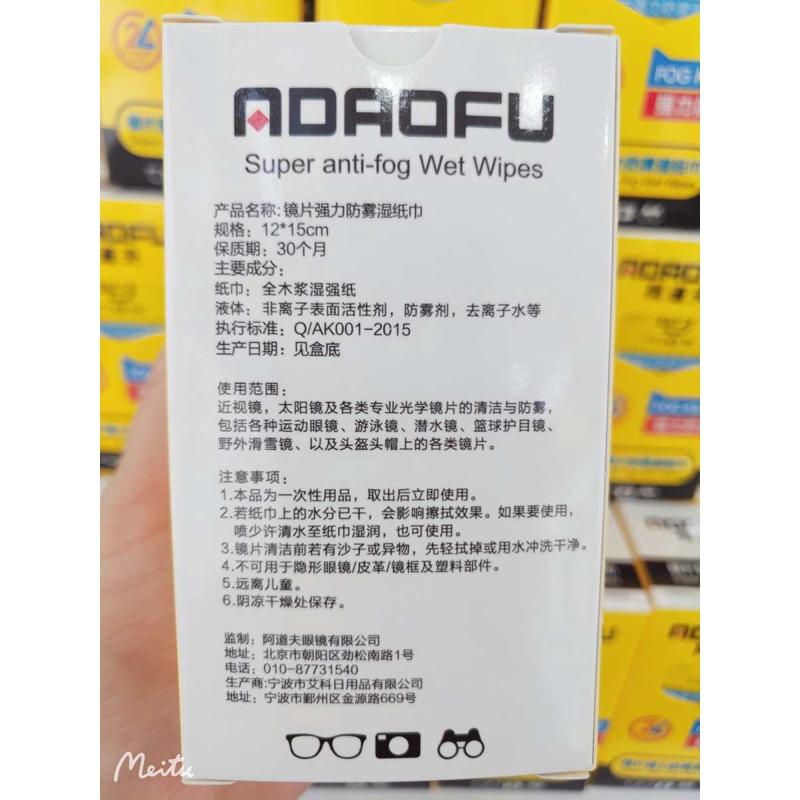 ADAOFU
Super anti-fog Wet Wipes
产品名称:镜片强力防雾湿纸巾
规格：12*15cm
保质期：30个月
主要成分：
纸巾：全木浆湿强纸
液体：非离子表面活性剂，防雾剂，去离子水等
执行标准：Q/AK001-2015
生产日期：见盒底
使用范围：
近视镜，太阳镜及各类专业光学镜片的清洁与防雾，
包括各种运动眼镜、游泳镜、潜水镜、篮球护目镜、
野外滑雪镜、以及头盔头帽上的各类镜片。
注意事项：
1.本品为一次性用品，取出后立即使用。
2.若纸巾上的水分已干，会影响擦拭效果。如果要使用，
喷少许清水至纸巾湿润，也可使用。
3.镜片清洁前若有沙子或异物，先轻拭掉或用水冲洗干净。
4.不可用于隐形眼镜/皮革/镜框及塑料部件。
5.远离儿童。
6.阴凉干燥处保存。
监制：阿道夫眼镜有限公司
地址：北京市朝阳区劲松南路1号
电话：010-87731540
生产商:宁波市艾科日用品有限公司
地址：宁波市鄞州区金源路669号
Meitu
24
FOG
强力
ADAOFU